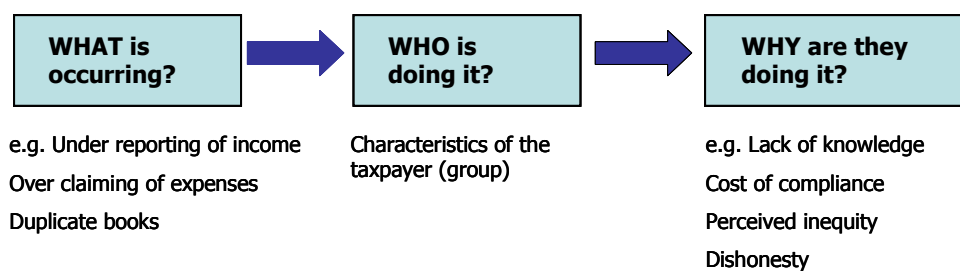 WHAT is
occurring?
WHO is
doing it?
WHY are they
doing it?
e.g. Under reporting of income
Over claiming of expenses
Duplicate books
Characteristics of the
taxpayer (group)
e.g. Lack of knowledge
Cost of compliance
Perceived inequity
Dishonesty